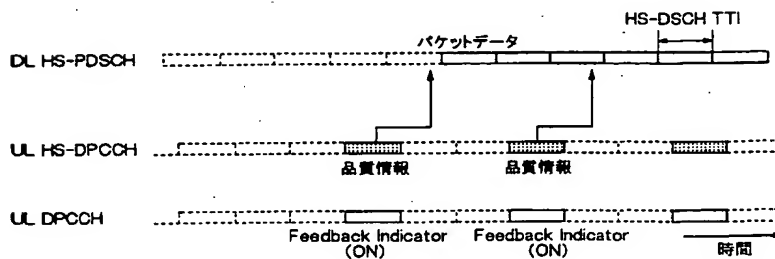 HS-DSCH TTI
パケットデータ
DL HS-PDSCH
UL HS-DPCCH
品質情報
品質情報
UL DPCCH
Feedback Indicator
(ON)
Feedback Indicator
(ON)
時間